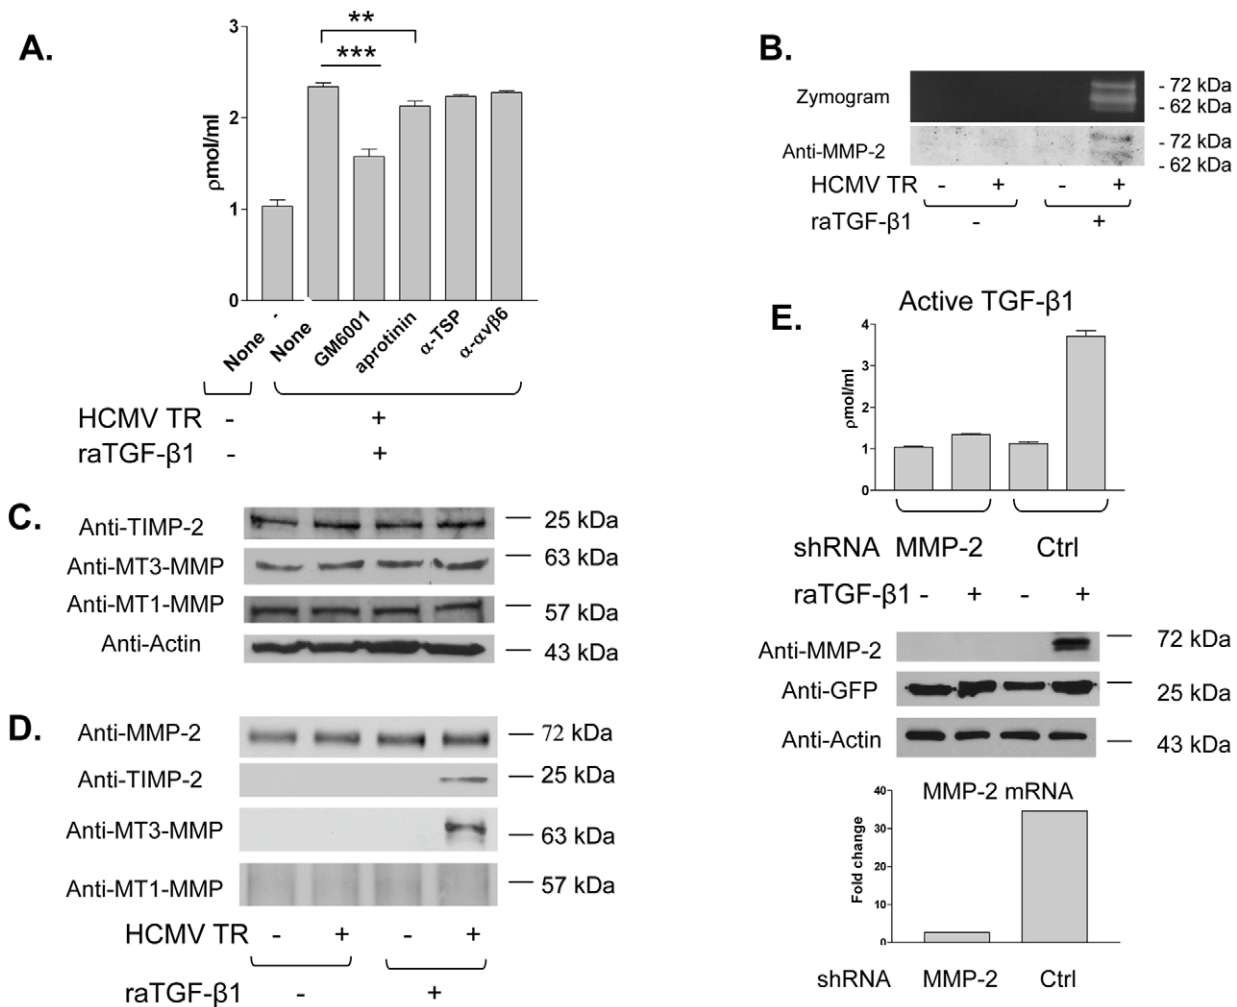 A.
3
2
1
0
ρmol/ml
**
***
None -
None
GM6001
aprotinin
α-TSP
α-αvβ6
HCMV TR - +
raTGF-β1 - +
B.
Zymogram
- 72 kDa
- 62 kDa
Anti-MMP-2
- 72 kDa
- 62 kDa
HCMV TR - + - +
raTGF-β1 - +
C.
Anti-TIMP-2
25 kDa
Anti-MT3-MMP
63 kDa
Anti-MT1-MMP
57 kDa
Anti-Actin
43 kDa
D.
Anti-MMP-2
72 kDa
Anti-TIMP-2
25 kDa
Anti-MT3-MMP
63 kDa
Anti-MT1-MMP
57 kDa
HCMV TR - + - +
raTGF-β1 - +
E.
Active TGF-β1
4
3
2
1
0
ρmol/ml
shRNA MMP-2 Ctrl
raTGF-β1 - + - +
Anti-MMP-2
72 kDa
Anti-GFP
25 kDa
Anti-Actin
43 kDa
MMP-2 mRNA
40
30
20
10
0
Fold change
shRNA MMP-2 Ctrl